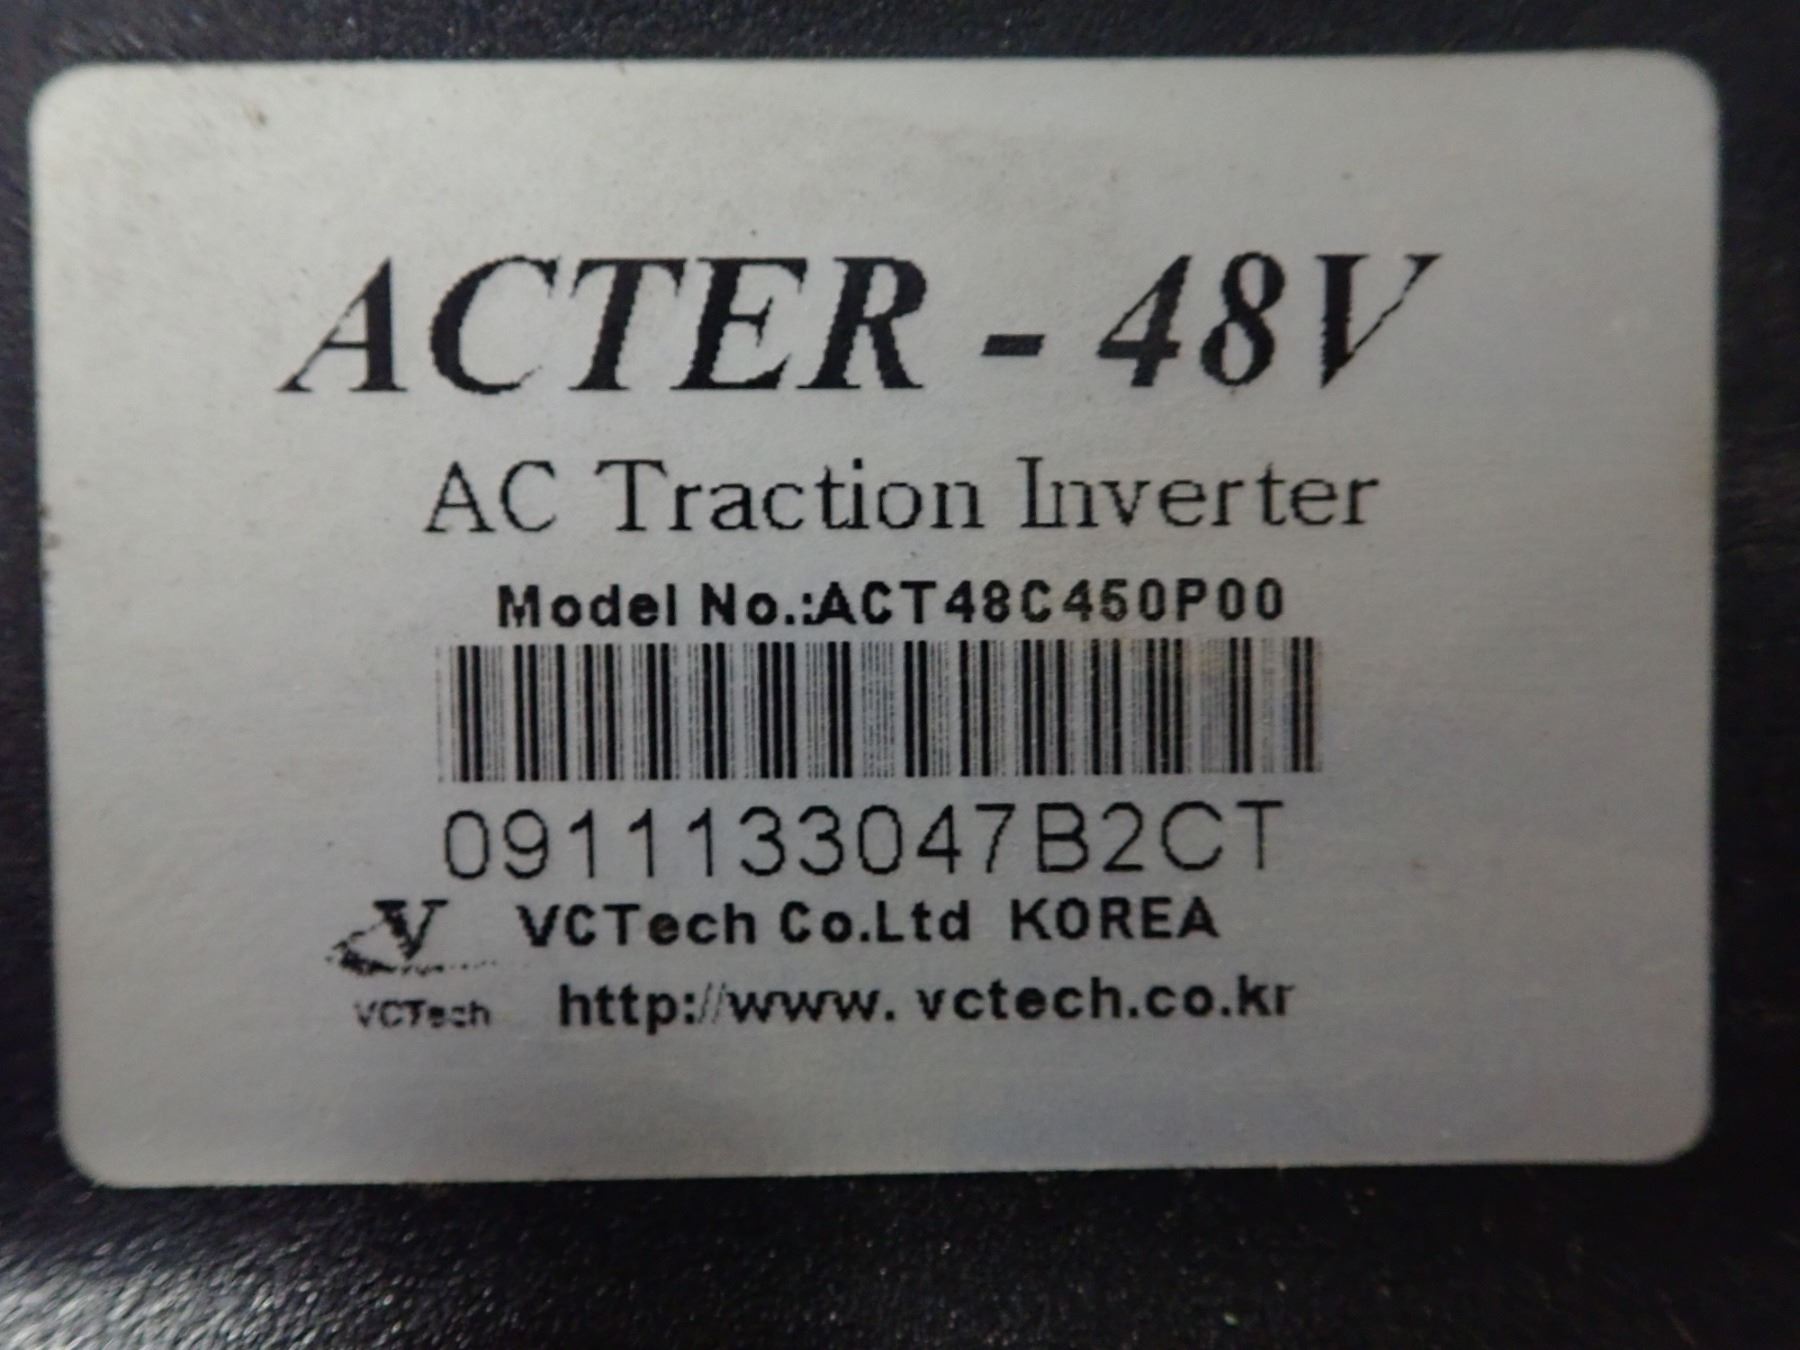 ACTER - 48V
AC Traction Inverter
Model No.:ACT48C450P00
0911133047B2CT
VCTech Co.Ltd KOREA
VCTech http://www. vctech.co.kr